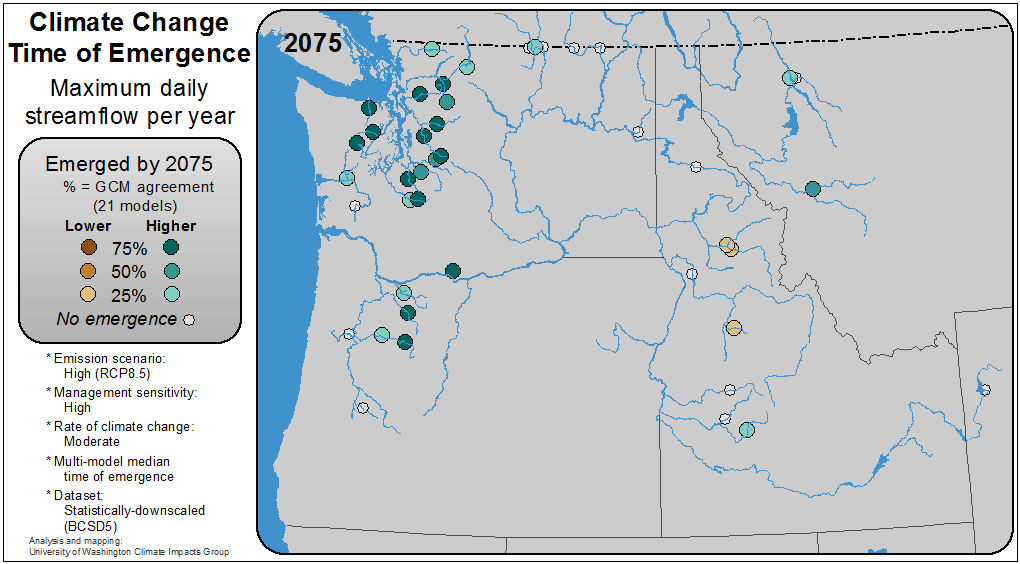 Climate Change
Time of Emergence
Maximum daily
streamflow per year
Emerged by 2075
% = GCM agreement
(21 models)
Lower Higher
75%
50%
25%
No emergence
* Emission scenario:
High (RCP8.5)
* Management sensitivity:
High
* Rate of climate change:
Moderate
* Multi-model median
time of emergence
* Dataset:
Statistically-downscaled
(BCSD5)
Analysis and mapping:
University of Washington Climate Impacts Group
2075